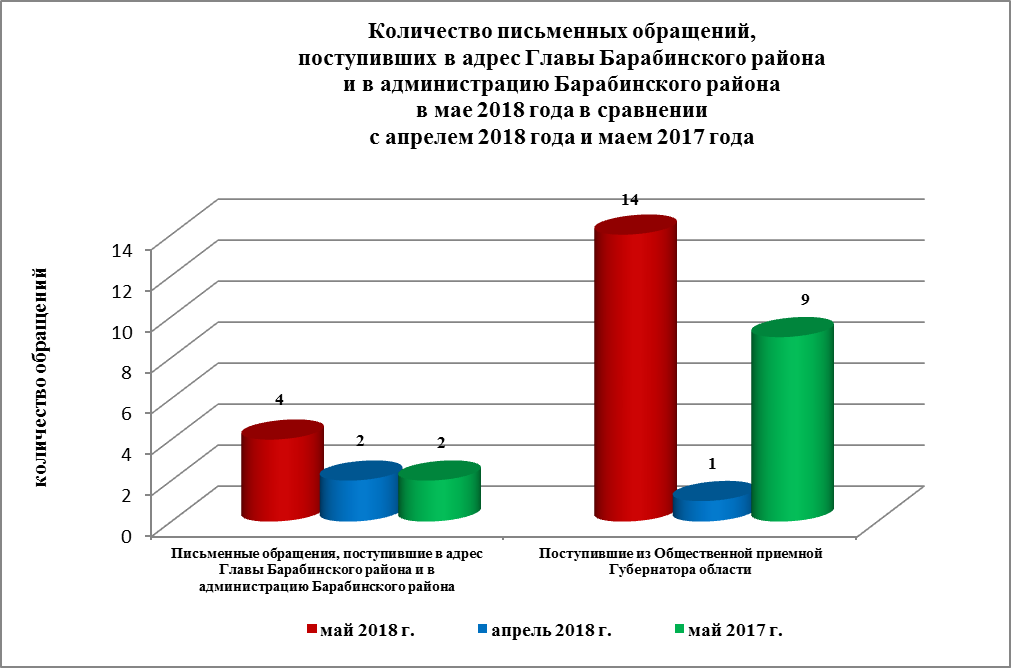 Количество письменных обращений,
поступивших в адрес Главы Барабинского района
и в администрацию Барабинского района
в мае 2018 года в сравнении
с апрелем 2018 года и маем 2017 года
количество обращений
14
12
10
8
6
4
2
0
4
2
2
14
1
9
Письменные обращения, поступившие в адрес
Главы Барабинского района и в
администрацию Барабинского района
Поступившие из Общественной приемной
Губернатора области
май 2018 г.
апрель 2018 г.
май 2017 г.